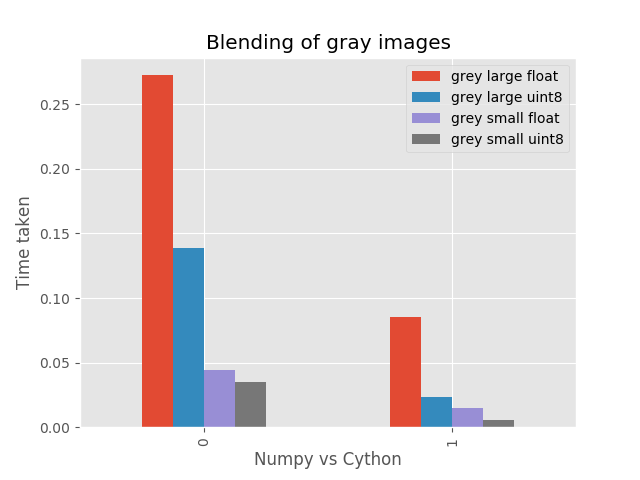 Blending of gray images
grey large float
grey large uint8
grey small float
grey small uint8
Time taken
0.25
0.20
0.15
0.10
0.05
0.00
0
1
Numpy vs Cython